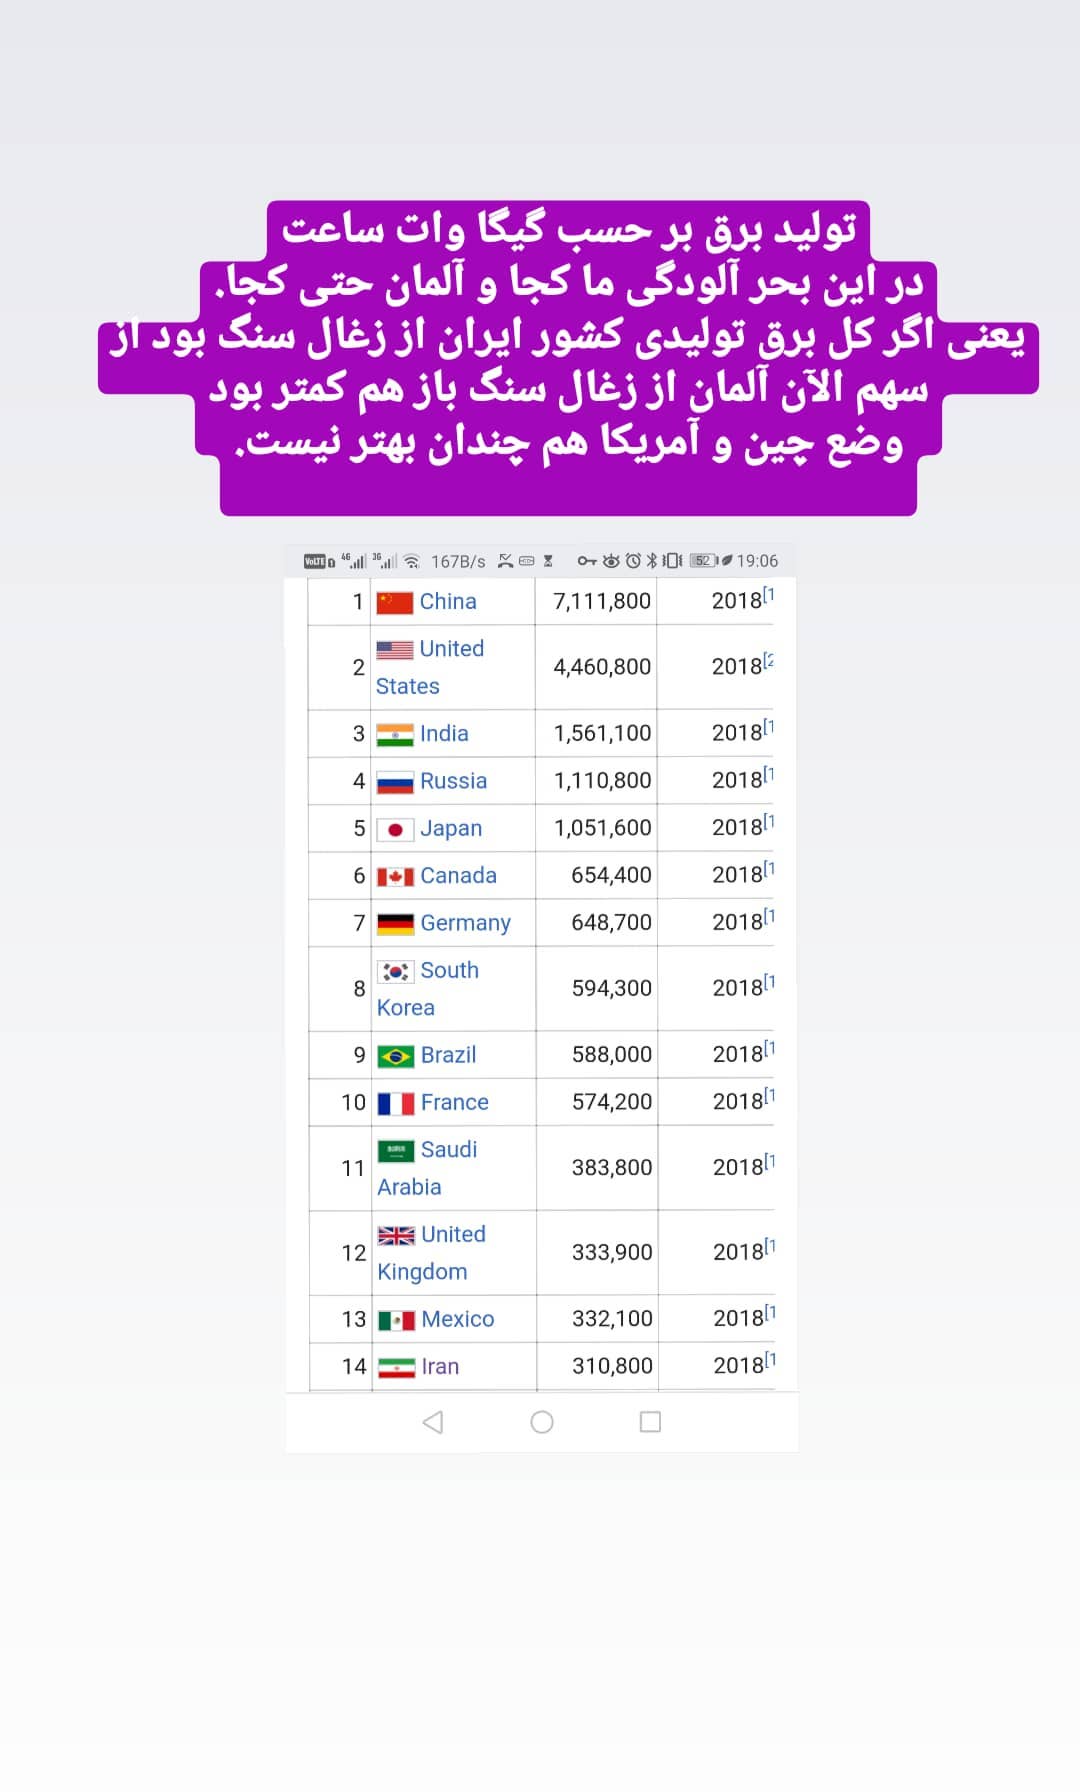 تولید برق بر حسب گیگا وات ساعت
در این بحر آلودگی ما کجا و آلمان حتی کجا.
یعنی اگر کل برق تولیدی کشور ایران از زغال سنگ بود از
سهم الآن آلمان از زغال سنگ باز هم کمتر بود
وضع چین و آمریکا هم چندان بهتر نیست.
VoLTE 4G 3G 167B/s 52 19:06
1 China 7,111,800 2018[1
2 United States 4,460,800 2018[2
3 India 1,561,100 2018[1
4 Russia 1,110,800 2018[1
5 Japan 1,051,600 2018[1
6 Canada 654,400 2018[1
7 Germany 648,700 2018[1
8 South Korea 594,300 2018[1
9 Brazil 588,000 2018[1
10 France 574,200 2018[1
11 Saudi Arabia 383,800 2018[1
12 United Kingdom 333,900 2018[1
13 Mexico 332,100 2018[1
14 Iran 310,800 2018[1